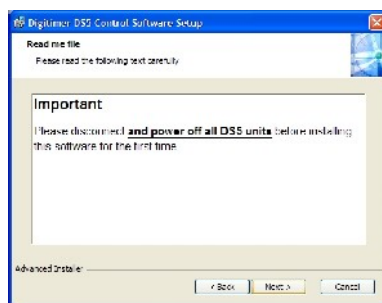 Digitimer DS5 Control Software Setup
Read me file
Please read the following text carefully
Important
Please disconnect and power off all DS5 units before installing
this software for the first time
Advanced Installer
< Back
Next >
Cancel